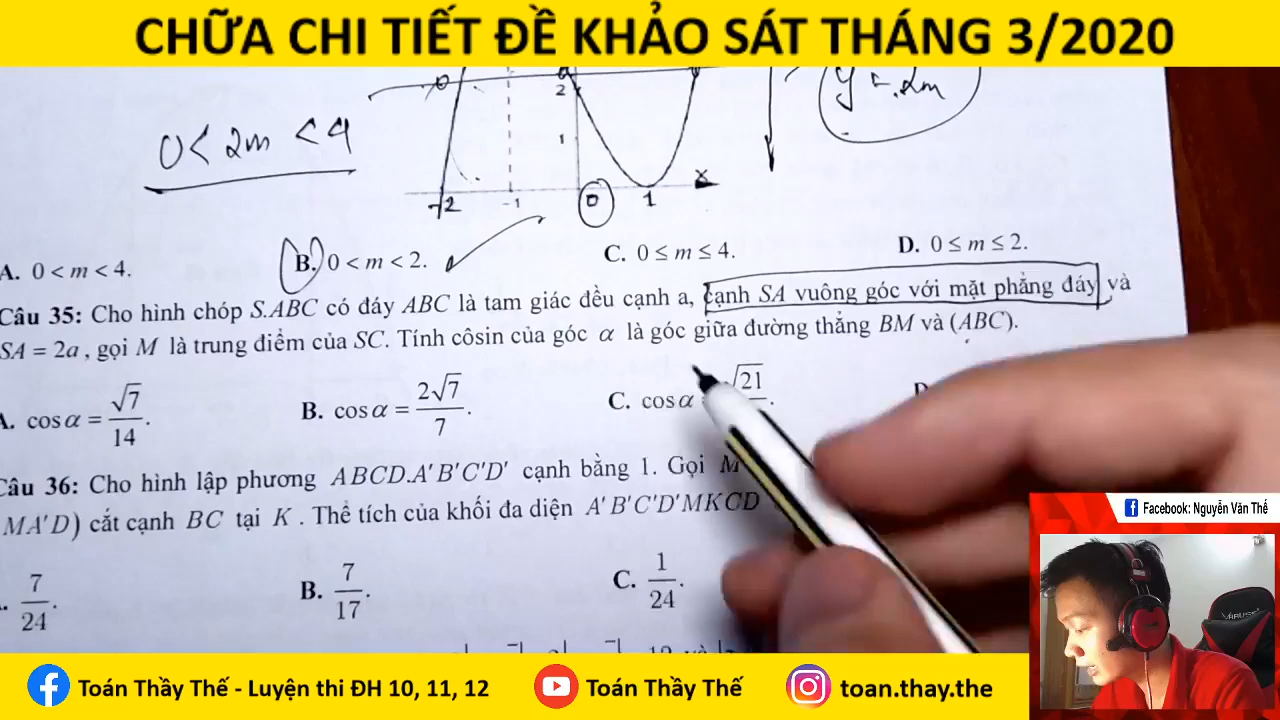 CHỮA CHI TIẾT ĐỀ KHẢO SÁT THÁNG 3/2020
2
y = 2m
0 < 2m < 4
1
x
-2
-1
0
1
A. 0 < m < 4.
B. 0 < m < 2.
C. 0 ≤ m ≤ 4.
D. 0 ≤ m ≤ 2.
Câu 35: Cho hình chóp S.ABC có đáy ABC là tam giác đều cạnh a, cạnh SA vuông góc với mặt phẳng đáy và
SA = 2a, gọi M là trung điểm của SC. Tính côsin của góc α là góc giữa đường thẳng BM và (ABC).
A. cos α = √7/14.
B. cos α = 2√7/7.
C. cos α = √21
Câu 36: Cho hình lập phương ABCD.A'B'C'D' cạnh bằng 1. Gọi M
MA'D) cắt cạnh BC tại K. Thể tích của khối đa diện A'B'C'D'MKCD
7/24.
B. 7/17.
C. 1/24.
Facebook: Nguyễn Văn Thế
Toán Thầy Thế - Luyện thi ĐH 10, 11, 12
Toán Thầy Thế
toan.thay.the